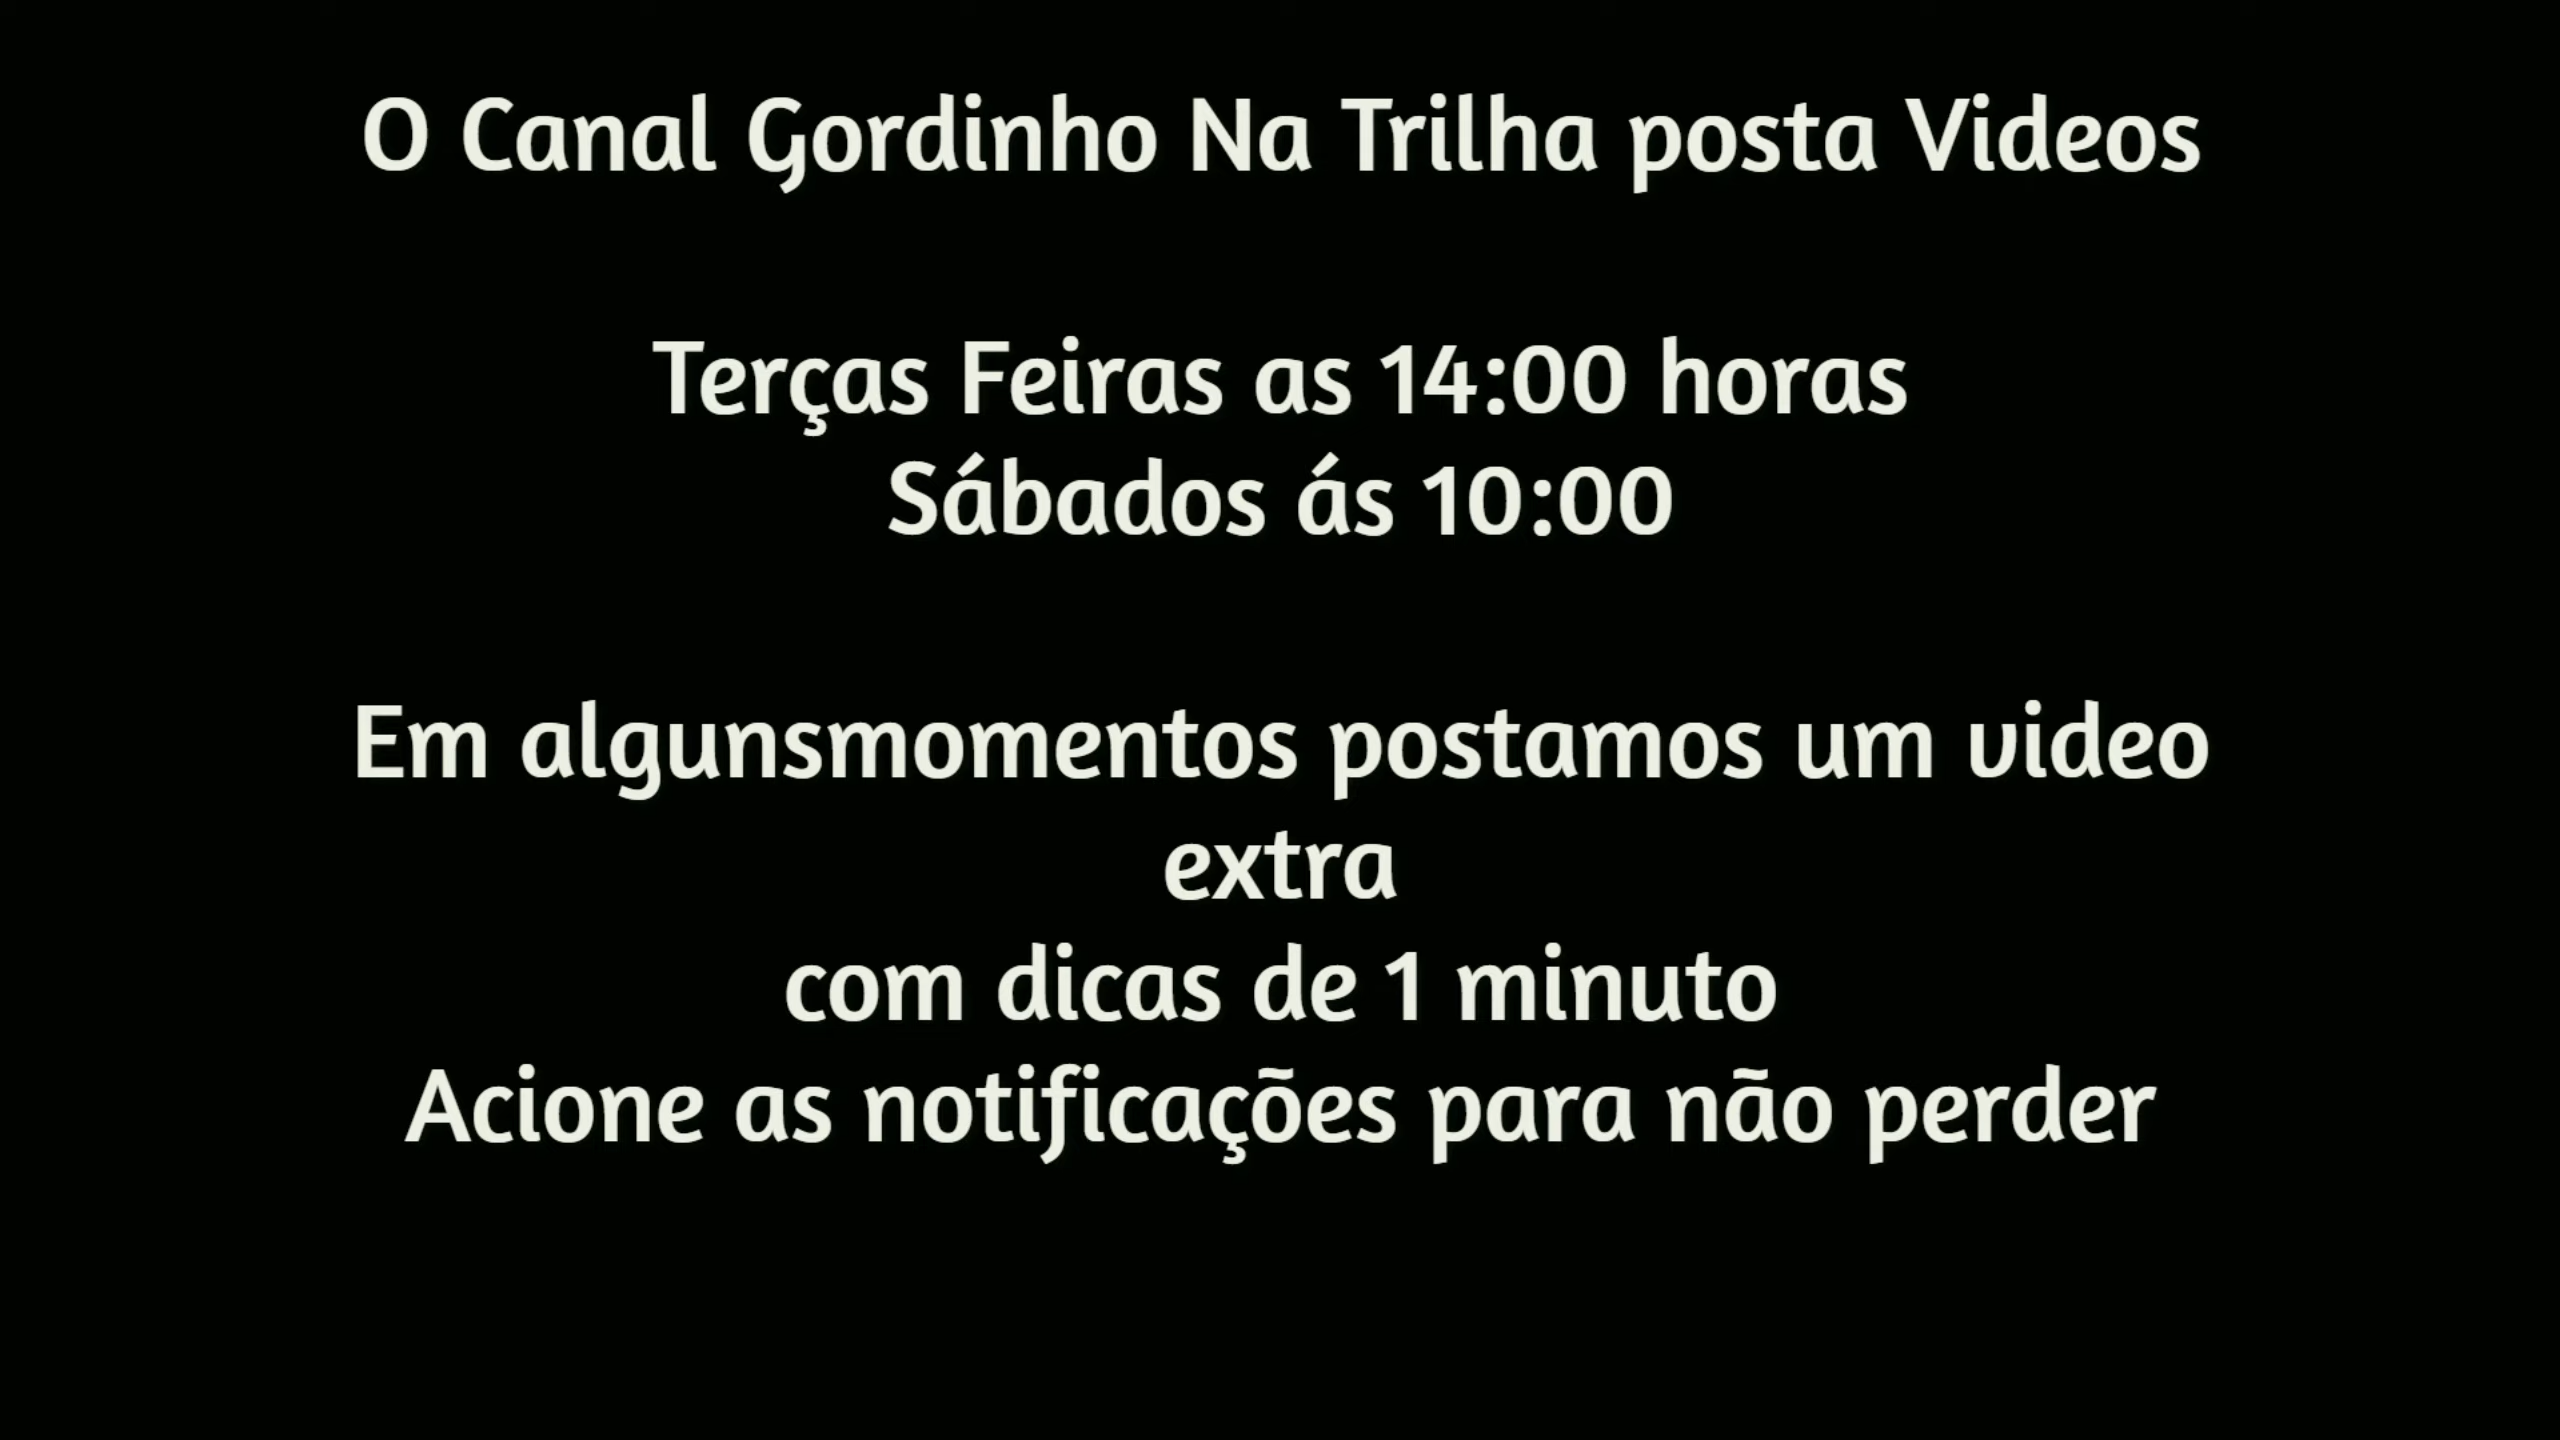 O Canal Gordinho Na Trilha posta Videos
Terças Feiras as 14:00 horas
Sábados ás 10:00
Em algunsmomentos postamos um video
extra
com dicas de 1 minuto
Acione as notificações para não perder